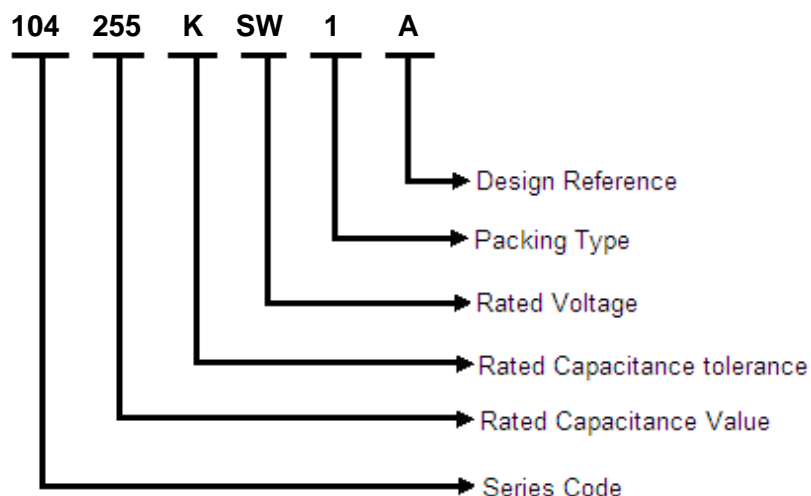 104 255 K SW 1 A
Design Reference
Packing Type
Rated Voltage
Rated Capacitance tolerance
Rated Capacitance Value
Series Code